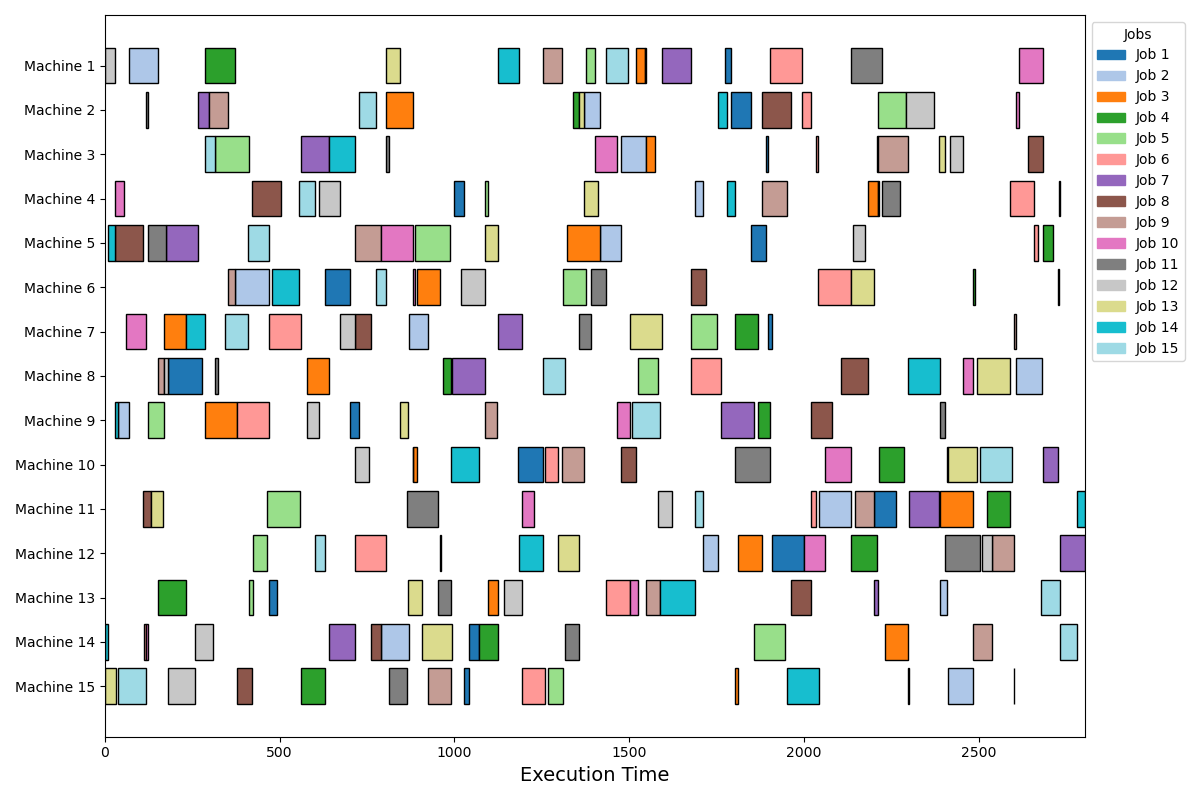 Machine 1
Machine 2
Machine 3
Machine 4
Machine 5
Machine 6
Machine 7
Machine 8
Machine 9
Machine 10
Machine 11
Machine 12
Machine 13
Machine 14
Machine 15
0 500 1000 1500 2000 2500
Execution Time
Jobs
Job 1
Job 2
Job 3
Job 4
Job 5
Job 6
Job 7
Job 8
Job 9
Job 10
Job 11
Job 12
Job 13
Job 14
Job 15